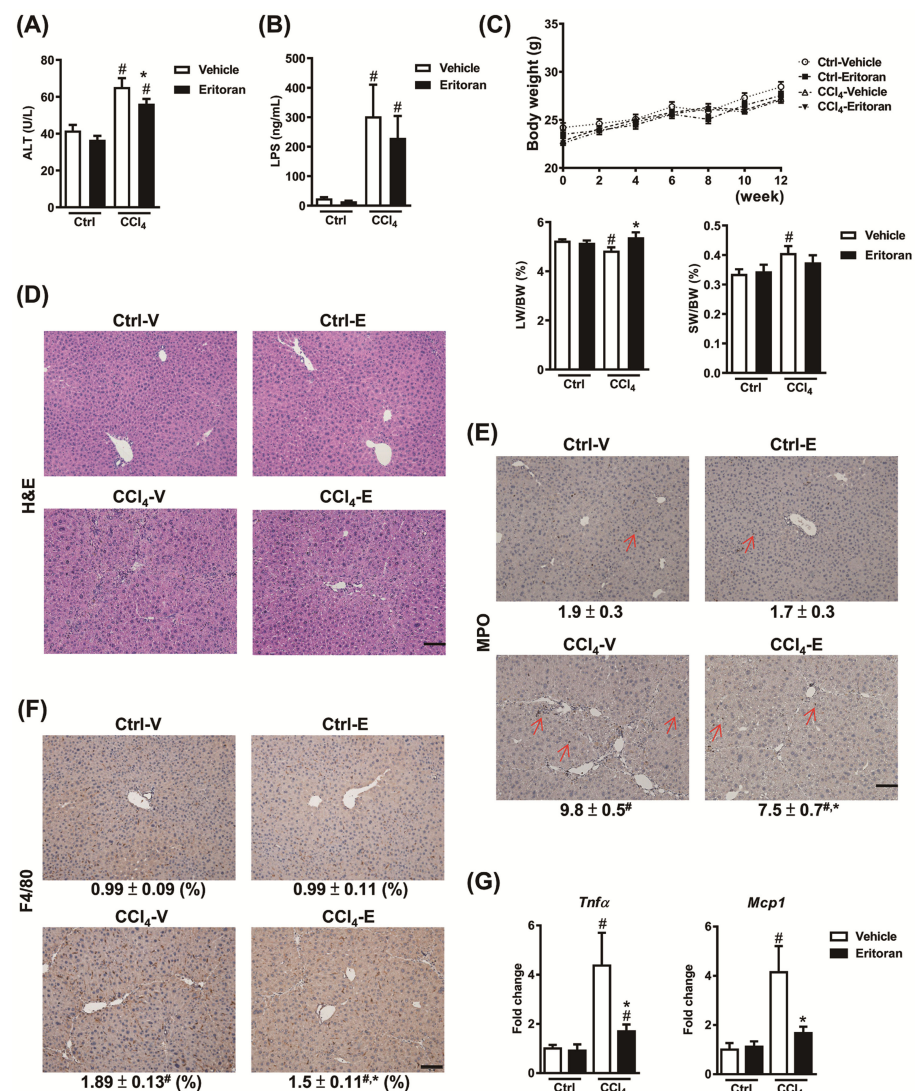 (A)
ALT (U/L)
80
60
40
20
0
#
*
#
Vehicle
Eritoran
Ctrl
CCl₄
(B)
LPS (ng/mL)
500
400
300
200
100
0
#
#
Ctrl
CCl₄
(C)
Body weight (g)
35
30
25
20
0 2 4 6 8 10 12
(week)
Ctrl-Vehicle
Ctrl-Eritoran
CCl₄-Vehicle
CCl₄-Eritoran
LW/BW (%)
6
4
2
0
#
*
Ctrl
CCl₄
SW/BW (%)
0.5
0.4
0.3
0.2
0.1
0.0
#
Vehicle
Eritoran
Ctrl
CCl₄
(D)
H&E
Ctrl-V
Ctrl-E
CCl₄-V
CCl₄-E
(E)
MPO
Ctrl-V
Ctrl-E
1.9 ± 0.3
1.7 ± 0.3
CCl₄-V
CCl₄-E
9.8 ± 0.5#
7.5 ± 0.7#,*
(F)
F4/80
Ctrl-V
Ctrl-E
0.99 ± 0.09 (%)
0.99 ± 0.11 (%)
CCl₄-V
CCl₄-E
1.89 ± 0.13# (%)
1.5 ± 0.11#,* (%)
(G)
Tnfα
Fold change
6
4
2
0
#
*
#
Ctrl
CCl₄
Mcp1
Fold change
6
4
2
0
#
*
Vehicle
Eritoran
Ctrl
CCl₄